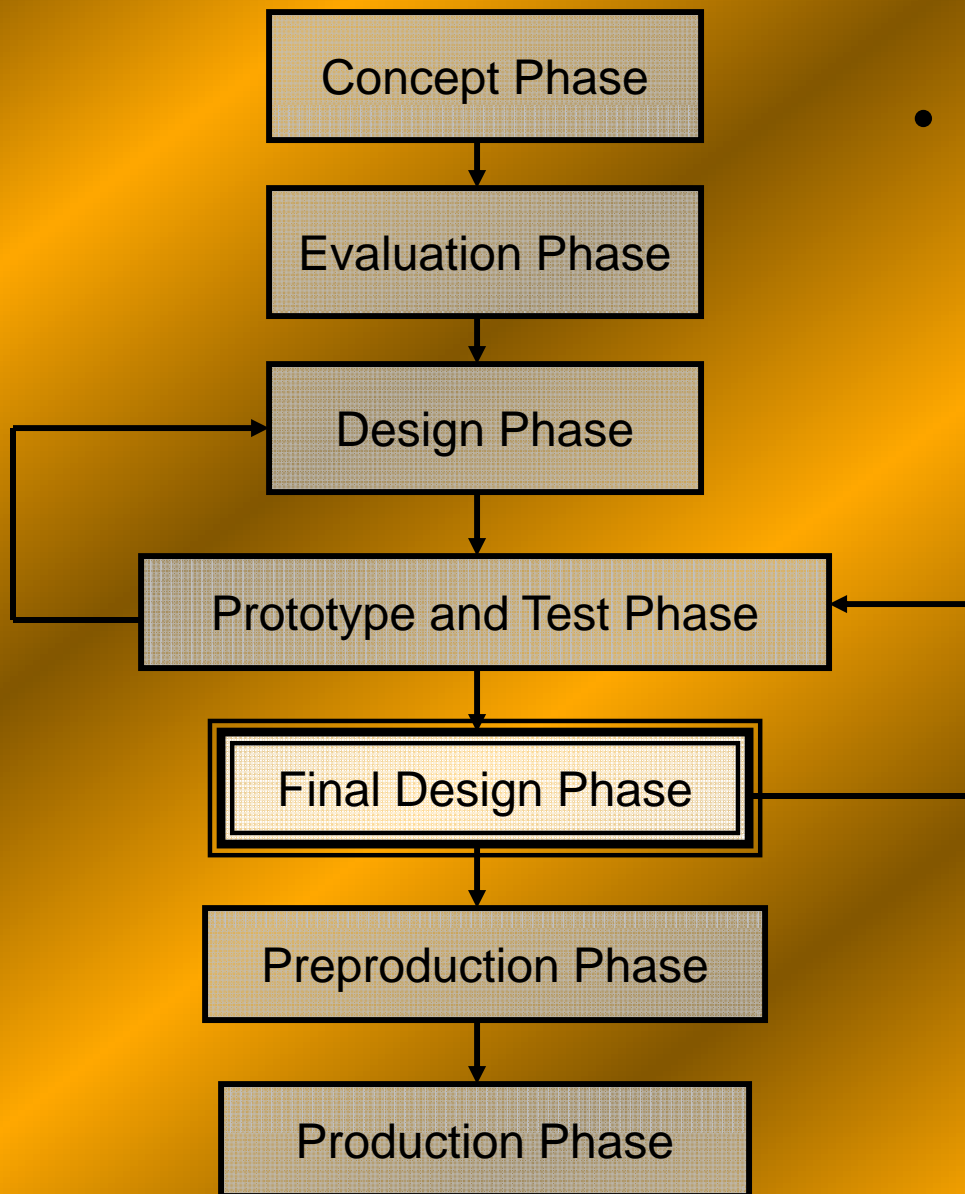 Concept Phase
•
Evaluation Phase
Design Phase
Prototype and Test Phase
Final Design Phase
Preproduction Phase
Production Phase